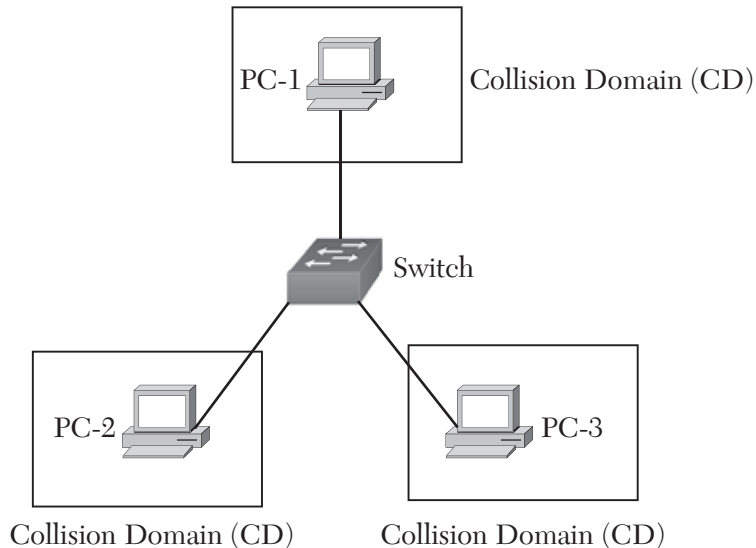 PC-1
Collision Domain (CD)
Switch
PC-2
PC-3
Collision Domain (CD)
Collision Domain (CD)